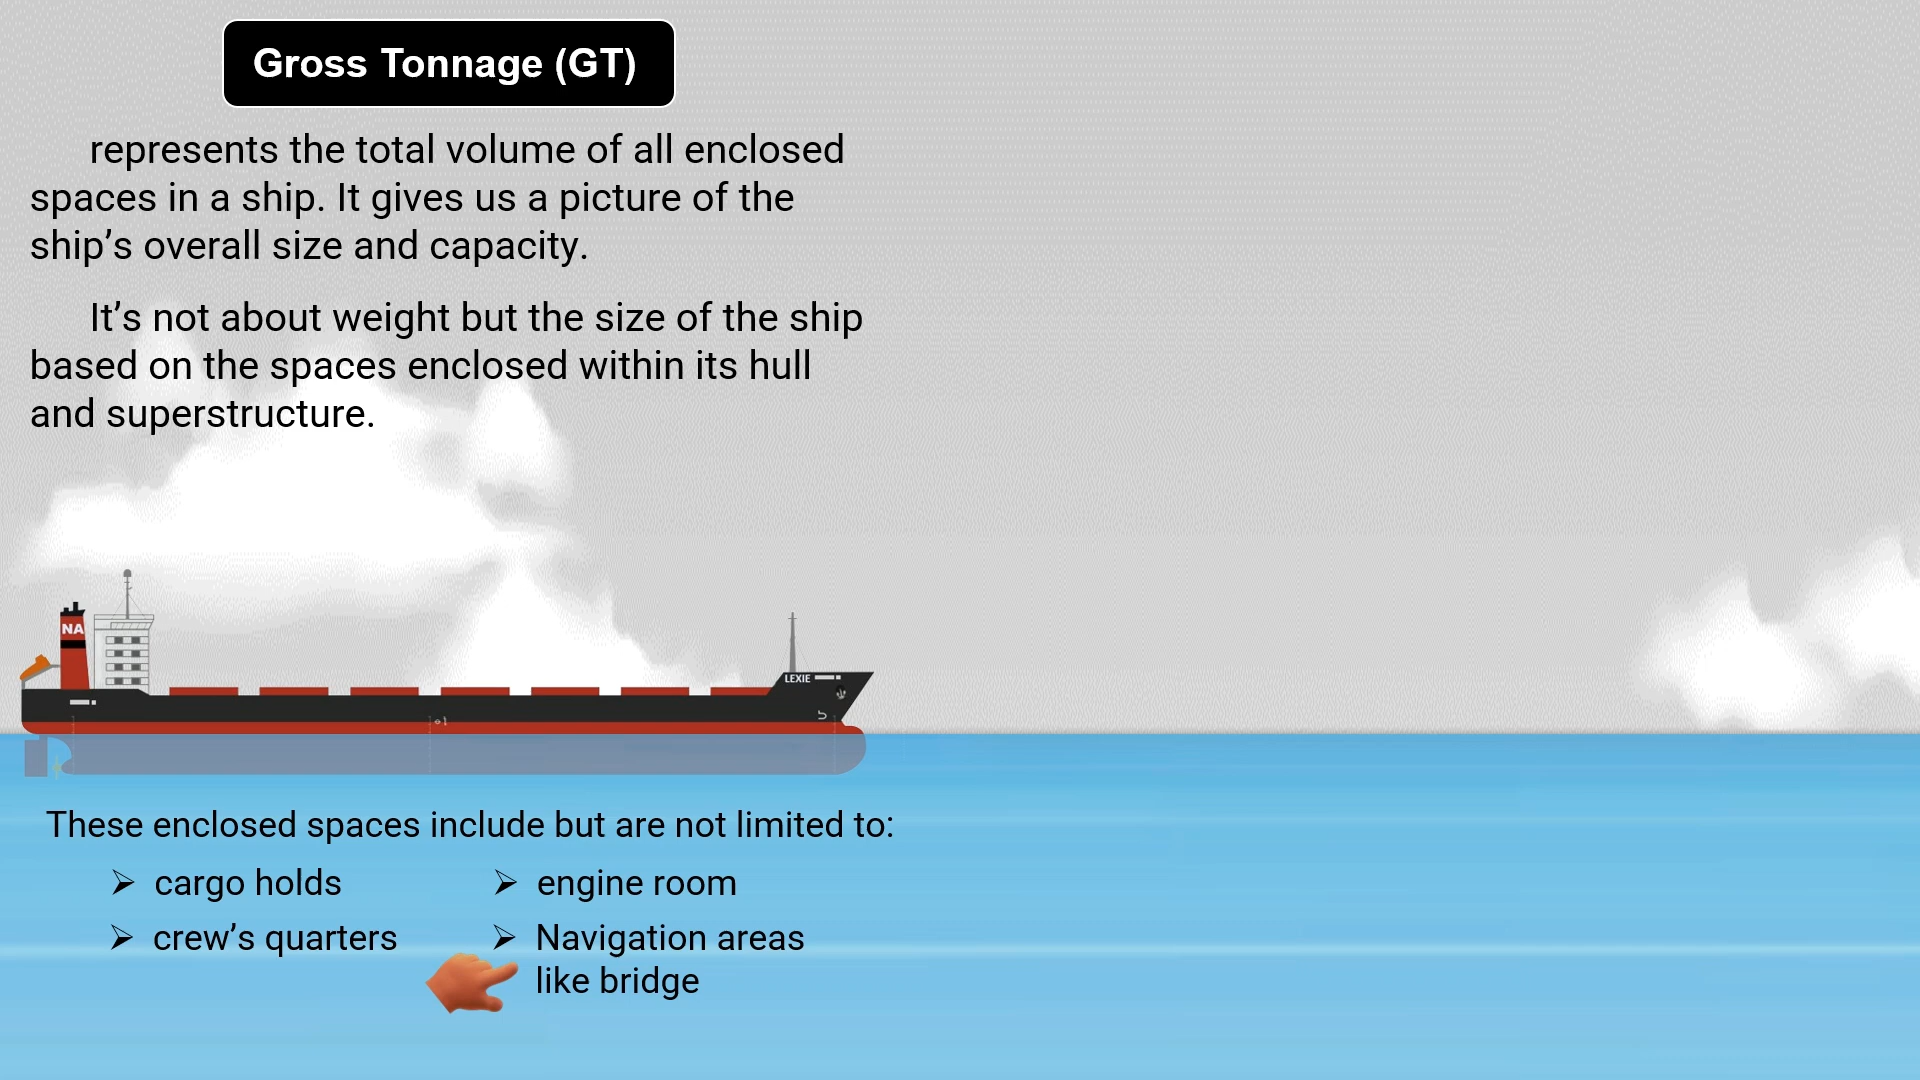 Gross Tonnage (GT)
represents the total volume of all enclosed
spaces in a ship. It gives us a picture of the
ship’s overall size and capacity.
It’s not about weight but the size of the ship
based on the spaces enclosed within its hull
and superstructure.
NA
LEXIE
These enclosed spaces include but are not limited to:
➢ cargo holds
➢ engine room
➢ crew’s quarters
➢ Navigation areas
like bridge